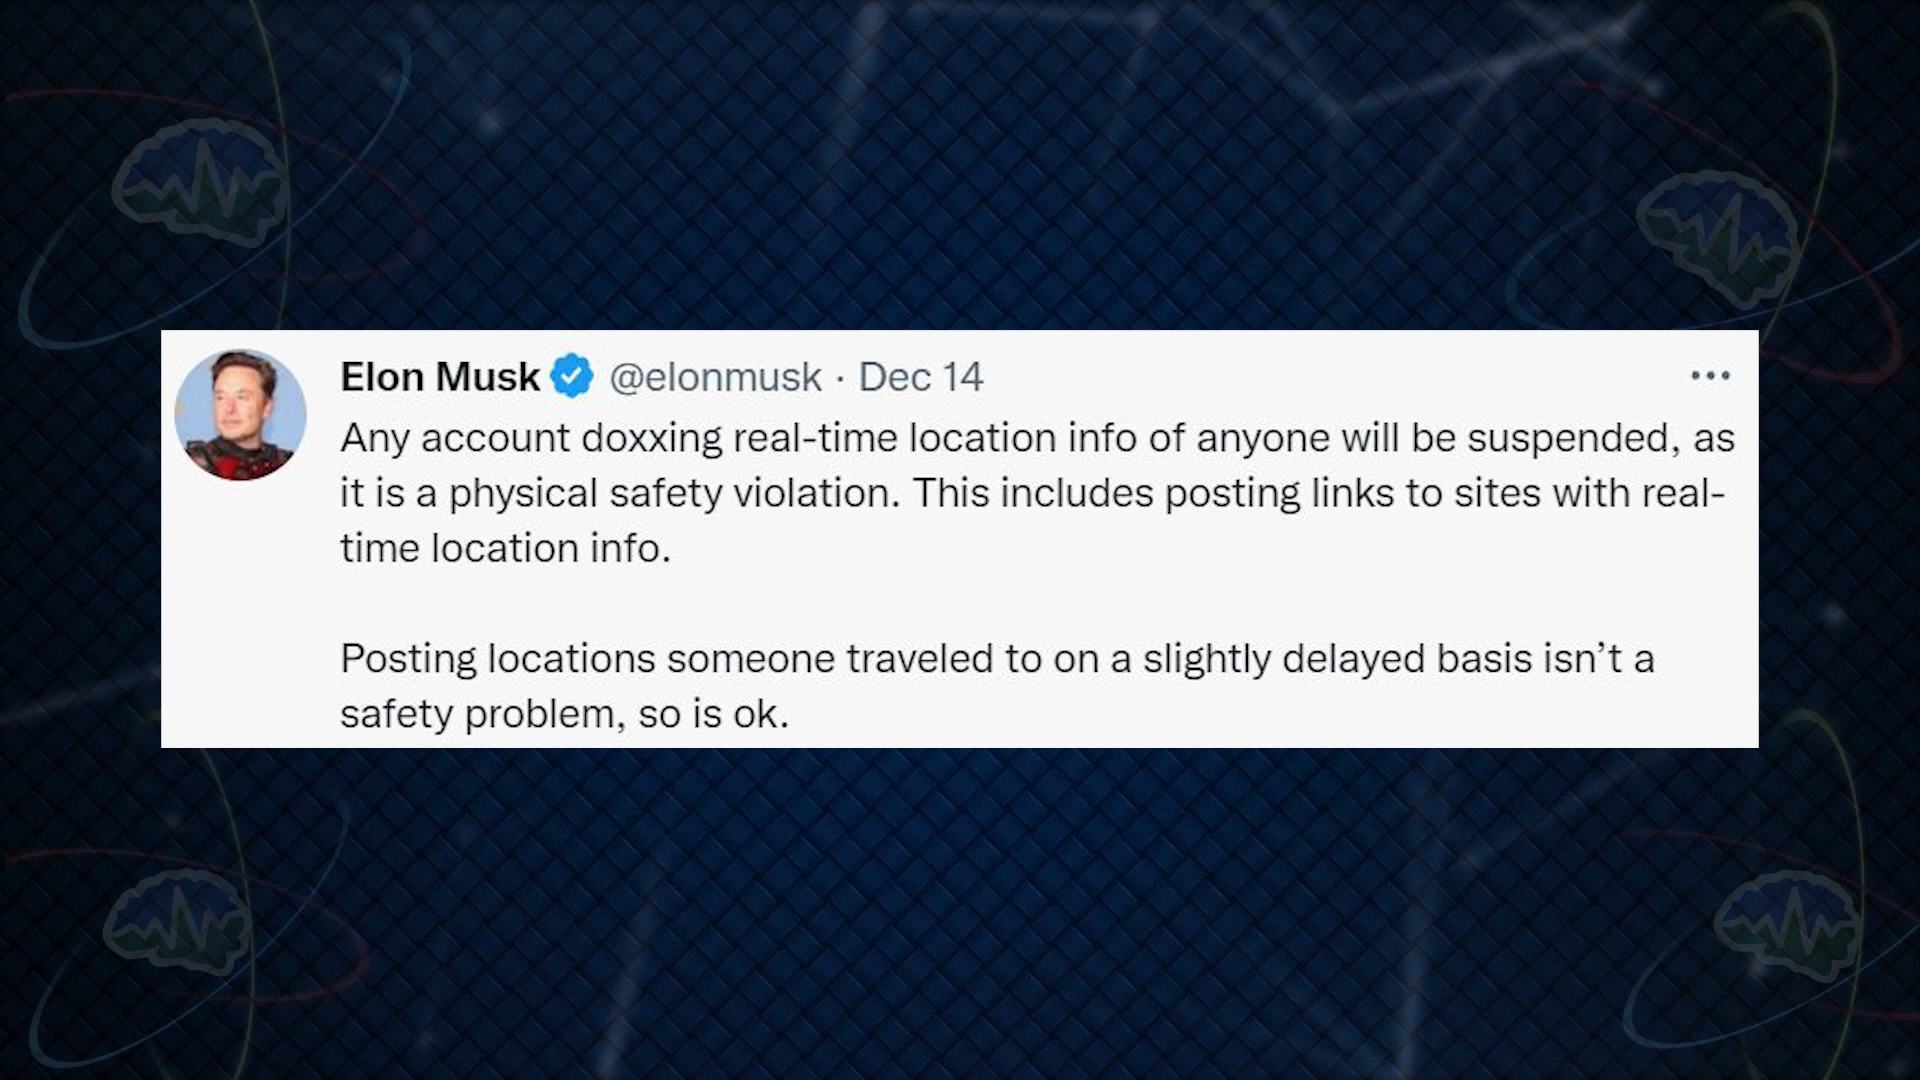 Elon Musk @elonmusk · Dec 14
Any account doxxing real-time location info of anyone will be suspended, as
it is a physical safety violation. This includes posting links to sites with real-
time location info.
Posting locations someone traveled to on a slightly delayed basis isn’t a
safety problem, so is ok.